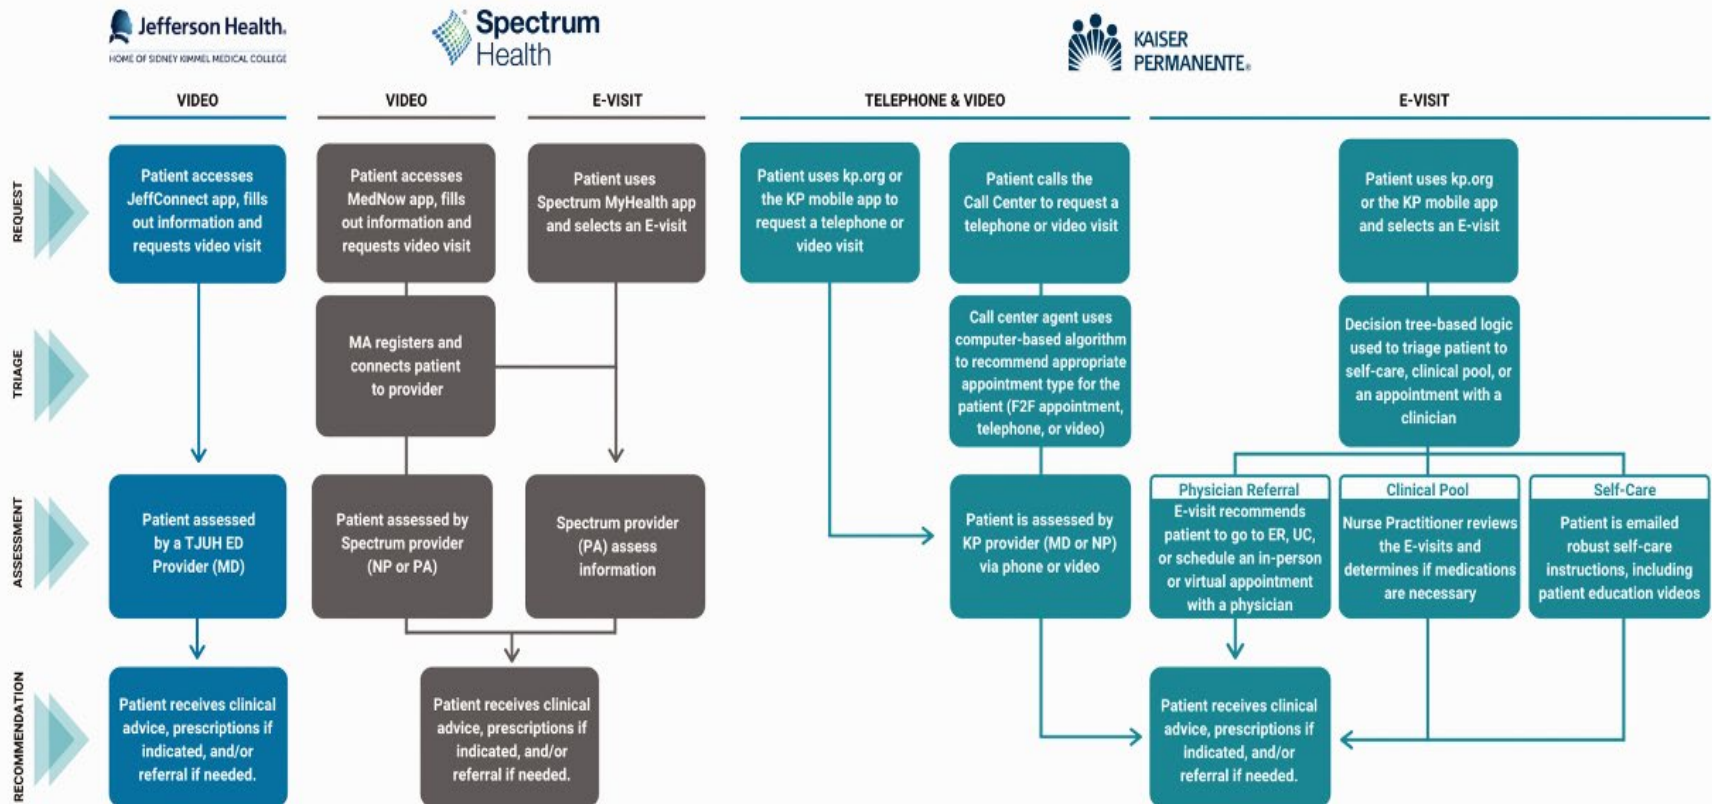 Jefferson Health.
HOME OF SIDNEY KIMMEL MEDICAL COLLEGE
Spectrum
Health
KAISER
PERMANENTE®
VIDEO
VIDEO
E-VISIT
TELEPHONE & VIDEO
E-VISIT
REQUEST
Patient accesses
JeffConnect app, fills
out information and
requests video visit
Patient accesses
MedNow app, fills
out information and
requests video visit
Patient uses
Spectrum MyHealth app
and selects an E-visit
Patient uses kp.org or
the KP mobile app to
request a telephone or
video visit
Patient calls the
Call Center to request a
telephone or video visit
Patient uses kp.org
or the KP mobile app
and selects an E-visit
TRIAGE
MA registers and
connects patient
to provider
Call center agent uses
computer-based algorithm
to recommend appropriate
appointment type for the
patient (F2F appointment,
telephone, or video)
Decision tree-based logic
used to triage patient to
self-care, clinical pool, or
an appointment with a
clinician
ASSESSMENT
Patient assessed
by a TJUH ED
Provider (MD)
Patient assessed by
Spectrum provider
(NP or PA)
Spectrum provider
(PA) assess
information
Patient is assessed by
KP provider (MD or NP)
via phone or video
Physician Referral
E-visit recommends
patient to go to ER, UC,
or schedule an in-person
or virtual appointment
with a physician
Clinical Pool
Nurse Practitioner reviews
the E-visits and
determines if medications
are necessary
Self-Care
Patient is emailed
robust self-care
instructions, including
patient education videos
RECOMMENDATION
Patient receives clinical
advice, prescriptions if
indicated, and/or
referral if needed.
Patient receives clinical
advice, prescriptions if
indicated, and/or
referral if needed.
Patient receives clinical
advice, prescriptions if
indicated, and/or
referral if needed.